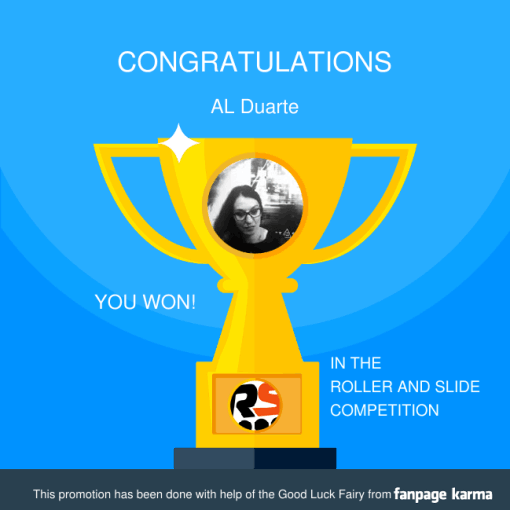 CONGRATULATIONS
AL Duarte
YOU WON!
IN THE
ROLLER AND SLIDE
COMPETITION
RS
This promotion has been done with help of the Good Luck Fairy from fanpage karma